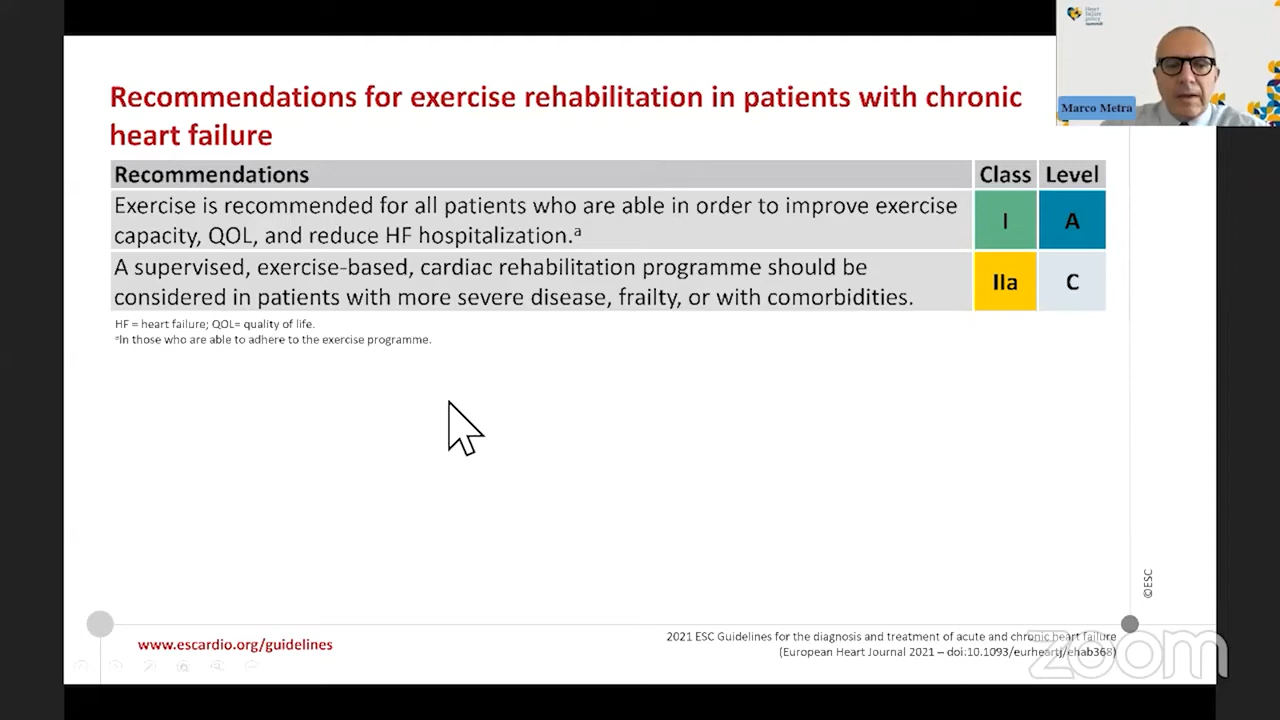 Heart
failure
policy
summit
Marco Metra
Recommendations for exercise rehabilitation in patients with chronic
heart failure
Recommendations Class Level
Exercise is recommended for all patients who are able in order to improve exercise
capacity, QOL, and reduce HF hospitalization.ᵃ
I A
A supervised, exercise-based, cardiac rehabilitation programme should be
considered in patients with more severe disease, frailty, or with comorbidities.
IIa C
HF = heart failure; QOL= quality of life.
ᵃIn those who are able to adhere to the exercise programme.
©ESC
www.escardio.org/guidelines
2021 ESC Guidelines for the diagnosis and treatment of acute and chronic heart failure
(European Heart Journal 2021 – doi:10.1093/eurheartj/ehab368)
zoom